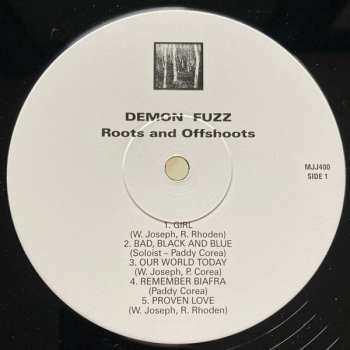 DEMON FUZZ
Roots and Offshoots
MJJ400
SIDE 1
1. GIRL
(W. Joseph, R. Rhoden)
2. BAD, BLACK AND BLUE
(Soloist – Paddy Corea)
3. OUR WORLD TODAY
(W. Joseph, P. Corea)
4. REMEMBER BIAFRA
(Paddy Corea)
5. PROVEN LOVE
(W. Joseph, R. Rhoden)